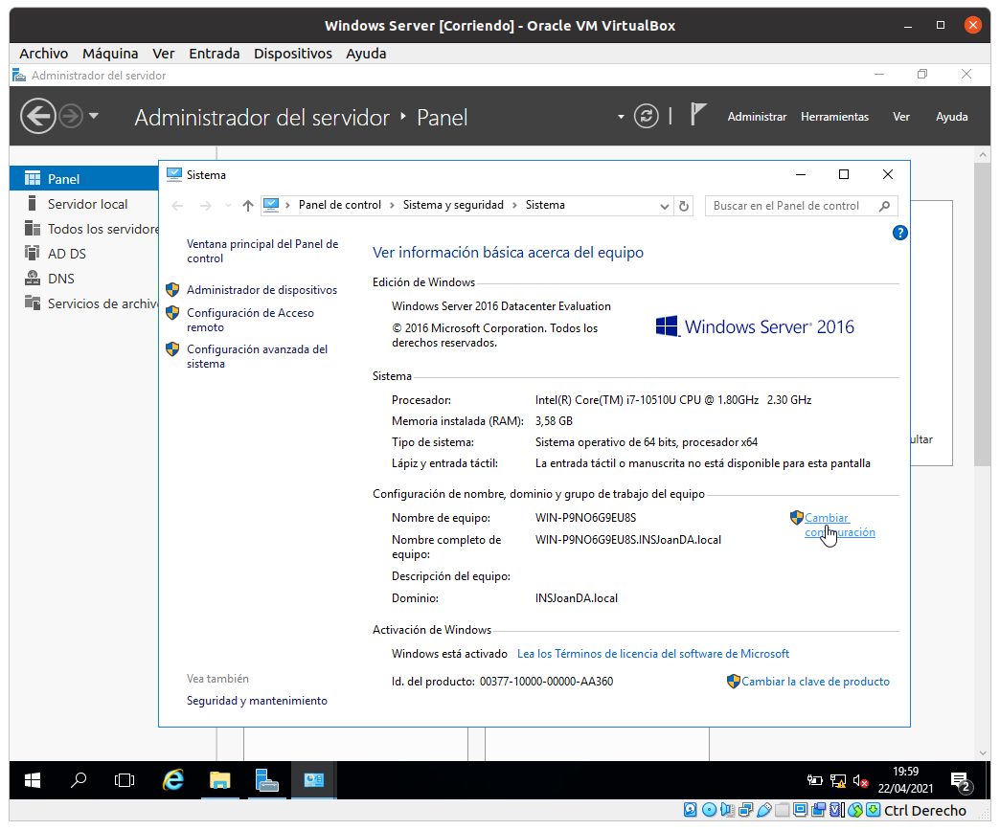 Windows Server [Corriendo] - Oracle VM VirtualBox
Archivo Máquina Ver Entrada Dispositivos Ayuda
Administrador del servidor
Administrador del servidor Panel
Administrar Herramientas Ver Ayuda
Panel
Servidor local
Todos los servidore
AD DS
DNS
Servicios de archiv
ultar
Sistema
Panel de control Sistema y seguridad Sistema
Buscar en el Panel de control
?
Ventana principal del Panel de
control
Administrador de dispositivos
Configuración de Acceso
remoto
Configuración avanzada del
sistema
Vea también
Seguridad y mantenimiento
Ver información básica acerca del equipo
Edición de Windows
Windows Server 2016 Datacenter Evaluation
© 2016 Microsoft Corporation. Todos los
derechos reservados.
Windows Server® 2016
Sistema
Procesador: Intel(R) Core(TM) i7-10510U CPU @ 1.80GHz 2.30 GHz
Memoria instalada (RAM): 3,58 GB
Tipo de sistema: Sistema operativo de 64 bits, procesador x64
Lápiz y entrada táctil: La entrada táctil o manuscrita no está disponible para esta pantalla
Configuración de nombre, dominio y grupo de trabajo del equipo
Nombre de equipo: WIN-P9NO6G9EU8S
Cambiar
configuración
Nombre completo de
equipo:
WIN-P9NO6G9EU8S.INSJoanDA.local
Descripción del equipo:
Dominio: INSJoanDA.local
Activación de Windows
Windows está activado Lea los Términos de licencia del software de Microsoft
Id. del producto: 00377-10000-00000-AA360
Cambiar la clave de producto
19:59
22/04/2021
2
Ctrl Derecho